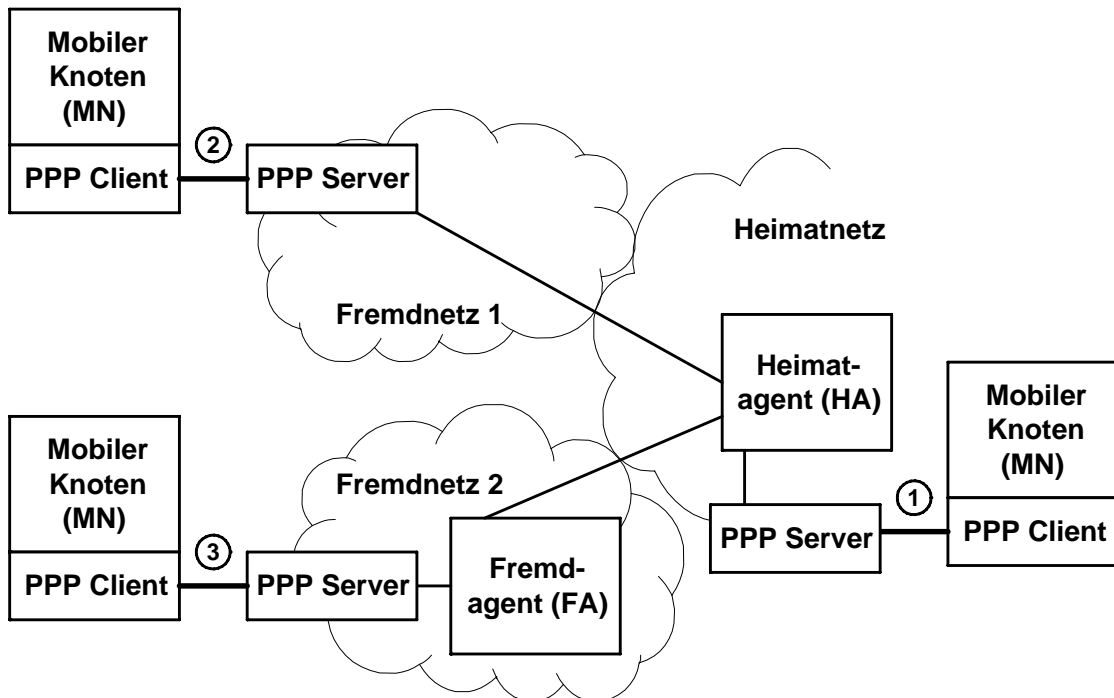 Mobiler
Knoten
(MN)
PPP Client
2
PPP Server
Fremdnetz 1
Heimatnetz
Heimat-
agent (HA)
Mobiler
Knoten
(MN)
PPP Client
1
PPP Server
Mobiler
Knoten
(MN)
PPP Client
3
PPP Server
Fremdnetz 2
Fremd-
agent (FA)